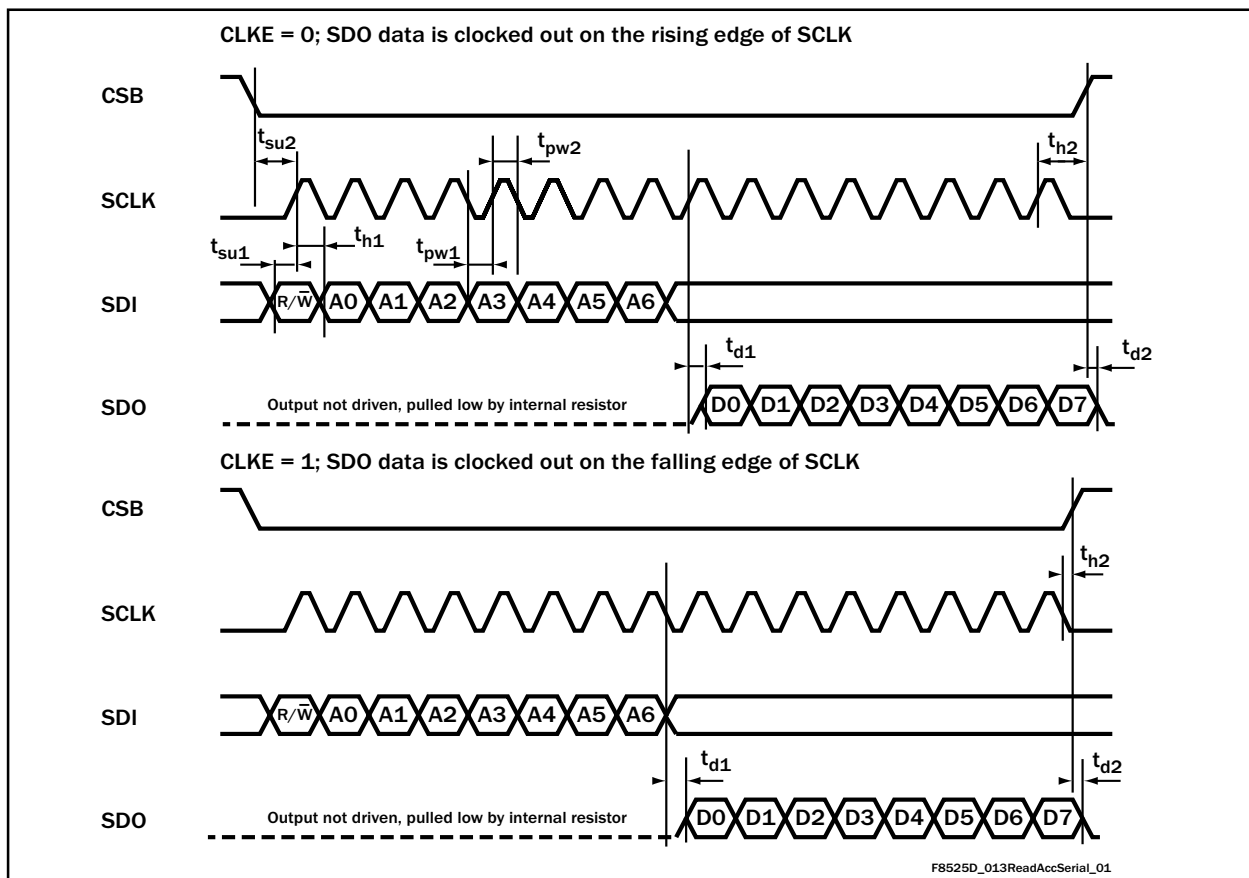 CLKE = 0; SDO data is clocked out on the rising edge of SCLK
CSB
tsu2
tpw2
th2
SCLK
tsu1
th1
tpw1
SDI
R/W̅ A0 A1 A2 A3 A4 A5 A6
td1
td2
SDO
Output not driven, pulled low by internal resistor
D0 D1 D2 D3 D4 D5 D6 D7
CLKE = 1; SDO data is clocked out on the falling edge of SCLK
CSB
th2
SCLK
SDI
R/W̅ A0 A1 A2 A3 A4 A5 A6
td1
td2
SDO
Output not driven, pulled low by internal resistor
D0 D1 D2 D3 D4 D5 D6 D7
F8525D_013ReadAccSerial_01